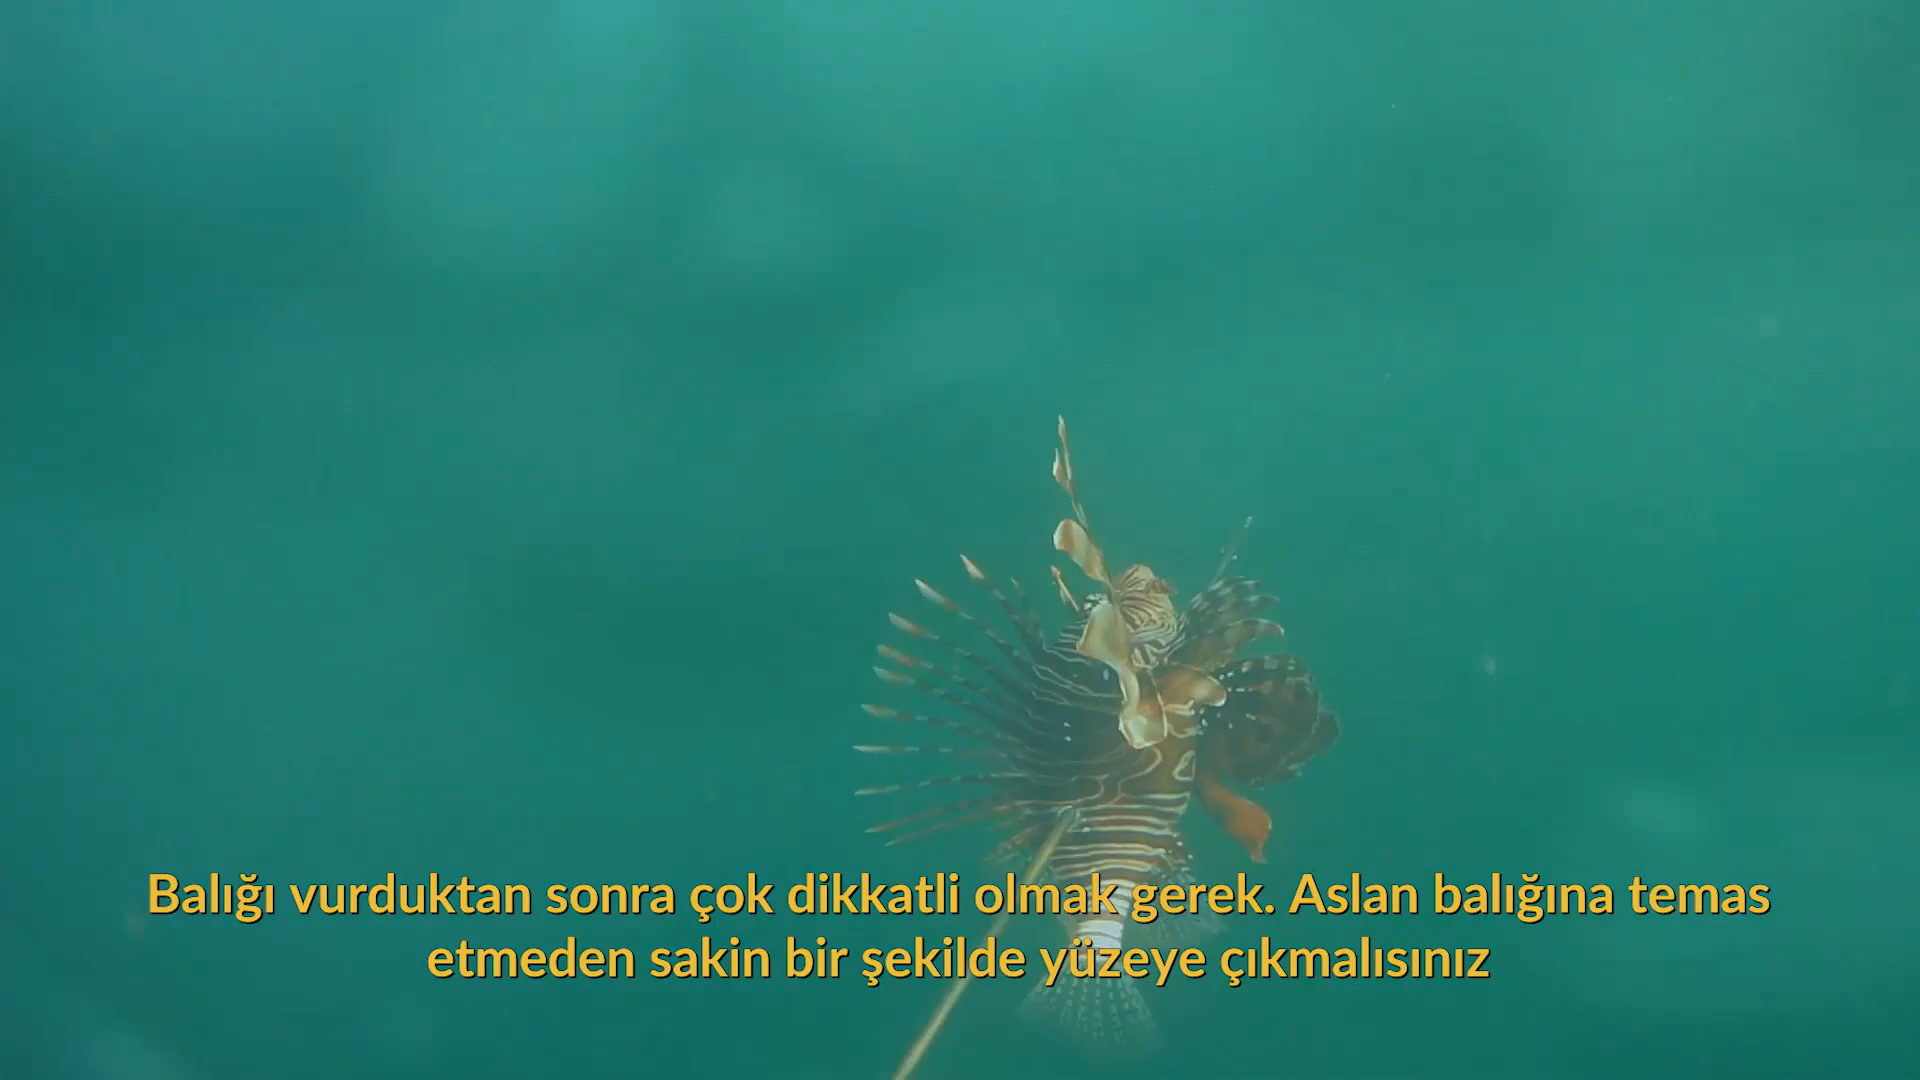 Balığı vurduktan sonra çok dikkatli olmak gerek. Aslan balığına temas
etmeden sakin bir şekilde yüzeye çıkmalısınız